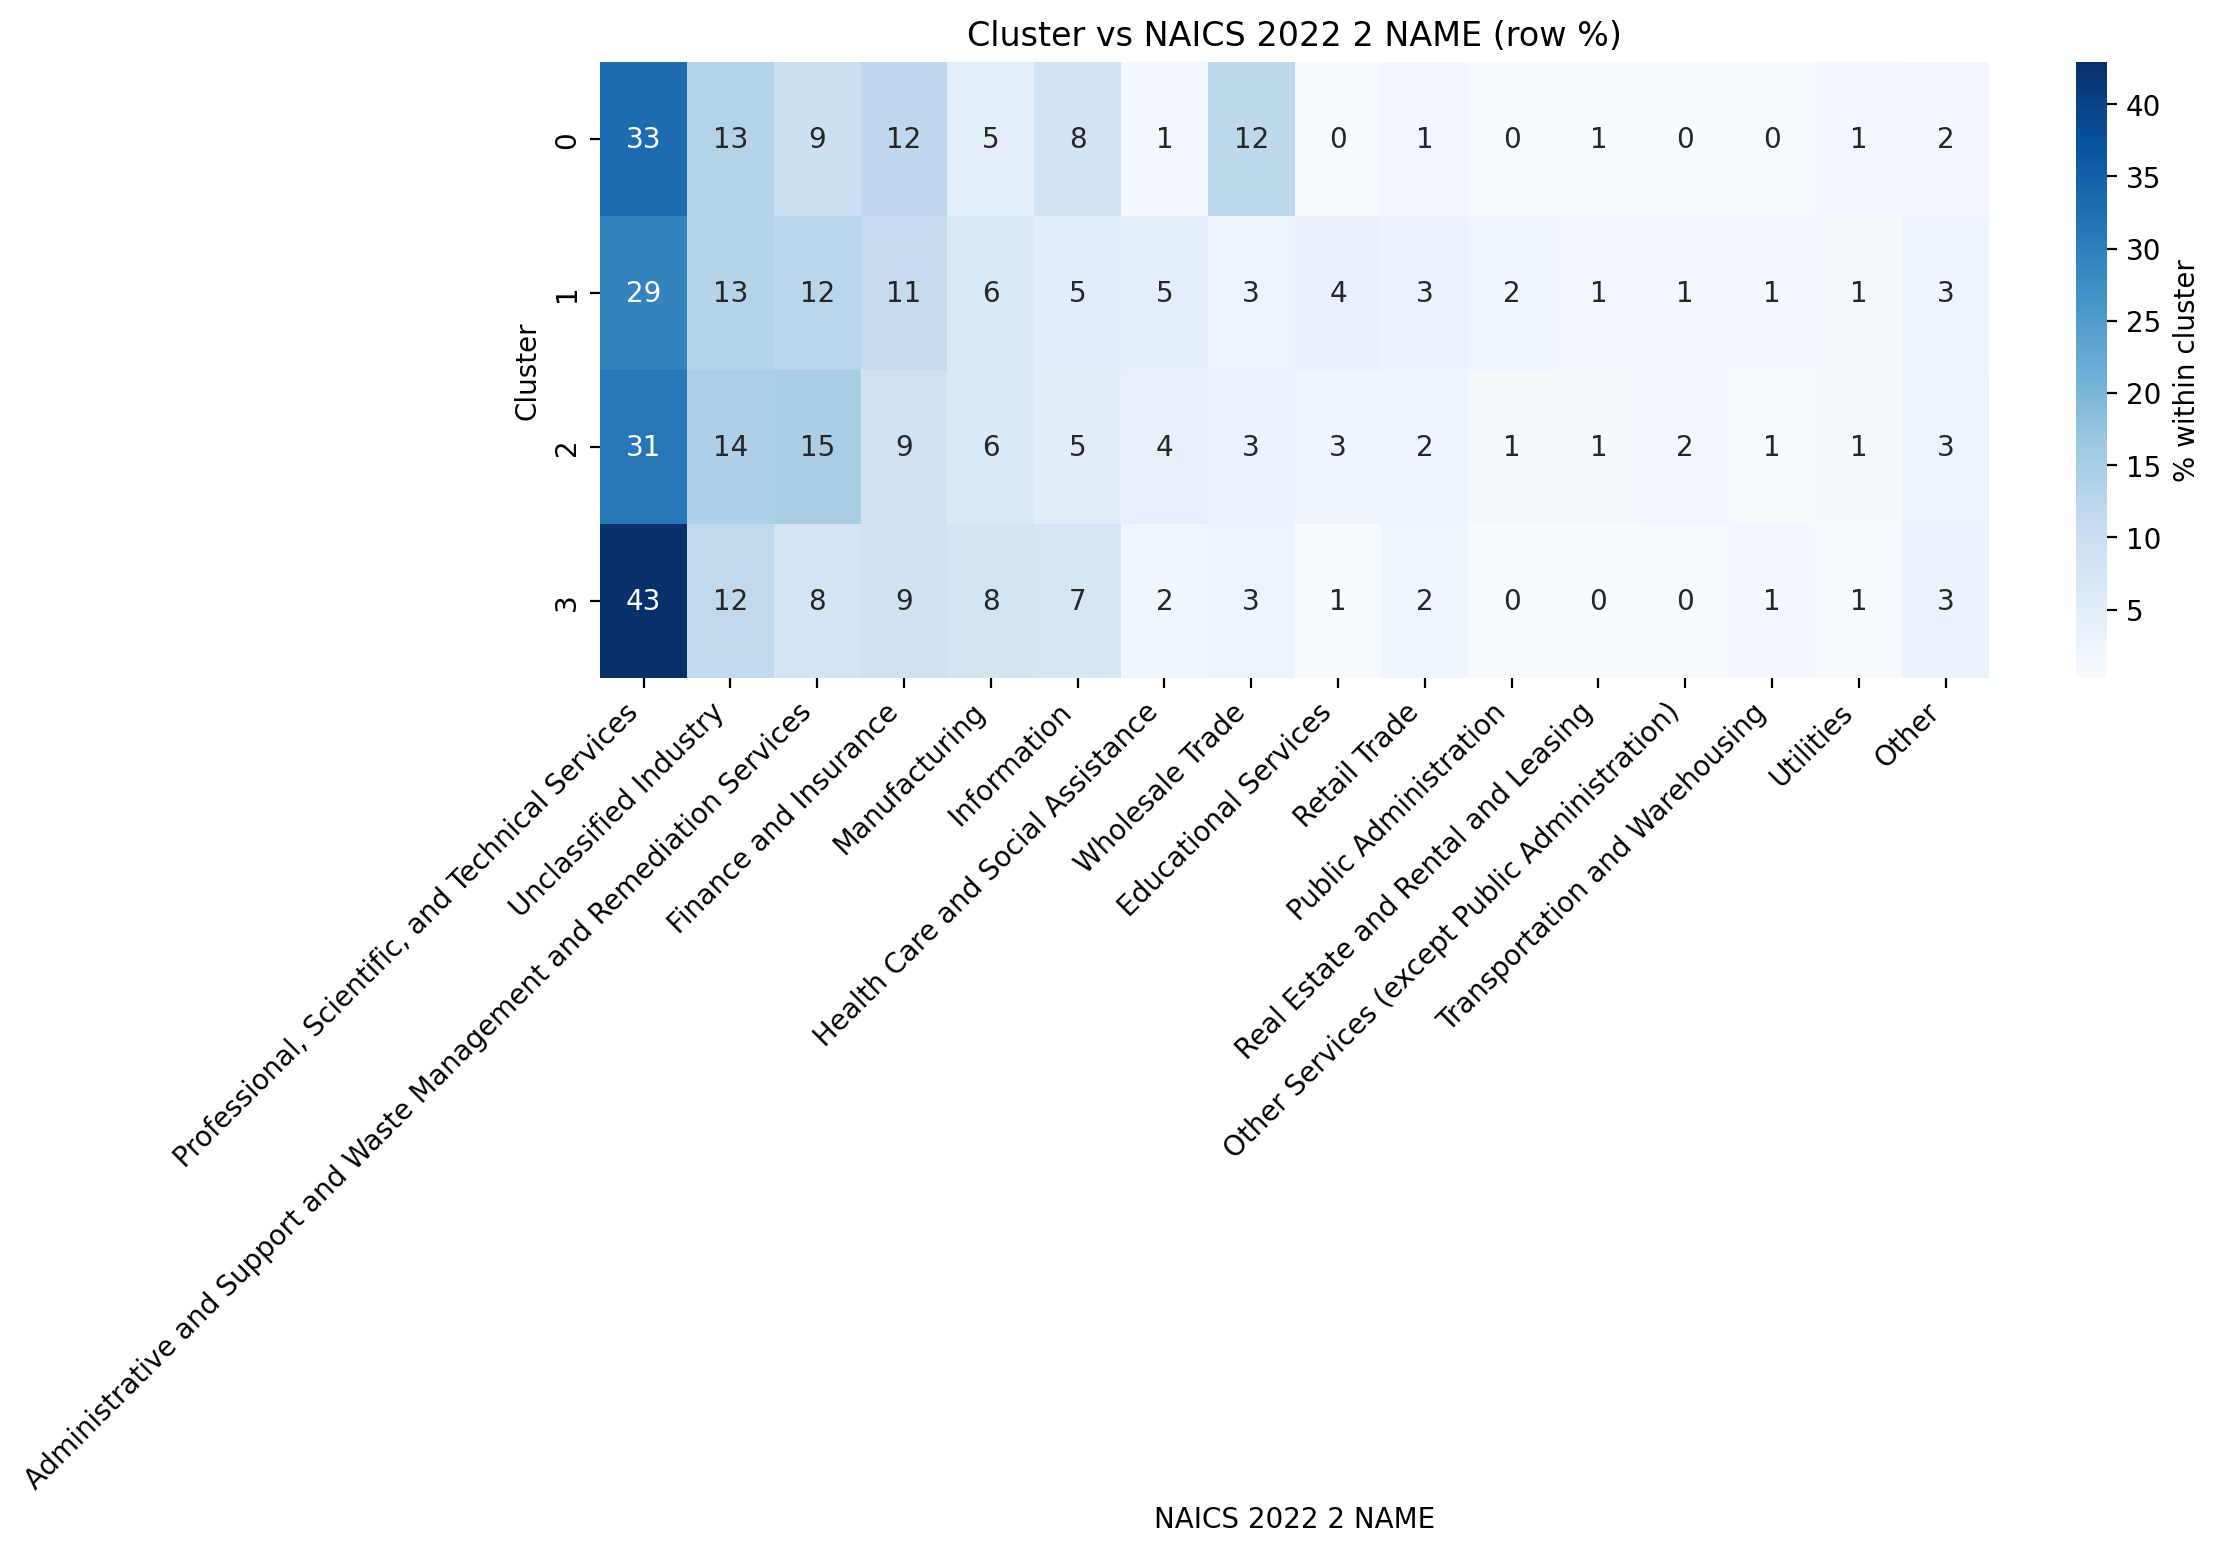 Cluster vs NAICS 2022 2 NAME (row %)
Cluster
0
33 13 9 12 5 8 1 12 0 1 0 1 0 0 1 2
1
29 13 12 11 6 5 5 3 4 3 2 1 1 1 1 3
2
31 14 15 9 6 5 4 3 3 2 1 1 2 1 1 3
3
43 12 8 9 8 7 2 3 1 2 0 0 0 1 1 3
Professional, Scientific, and Technical Services
Unclassified Industry
Administrative and Support and Waste Management and Remediation Services
Finance and Insurance
Manufacturing
Information
Health Care and Social Assistance
Wholesale Trade
Educational Services
Retail Trade
Public Administration
Real Estate and Rental and Leasing
Other Services (except Public Administration)
Transportation and Warehousing
Utilities
Other
NAICS 2022 2 NAME
40
35
30
25
20
15
10
5
% within cluster